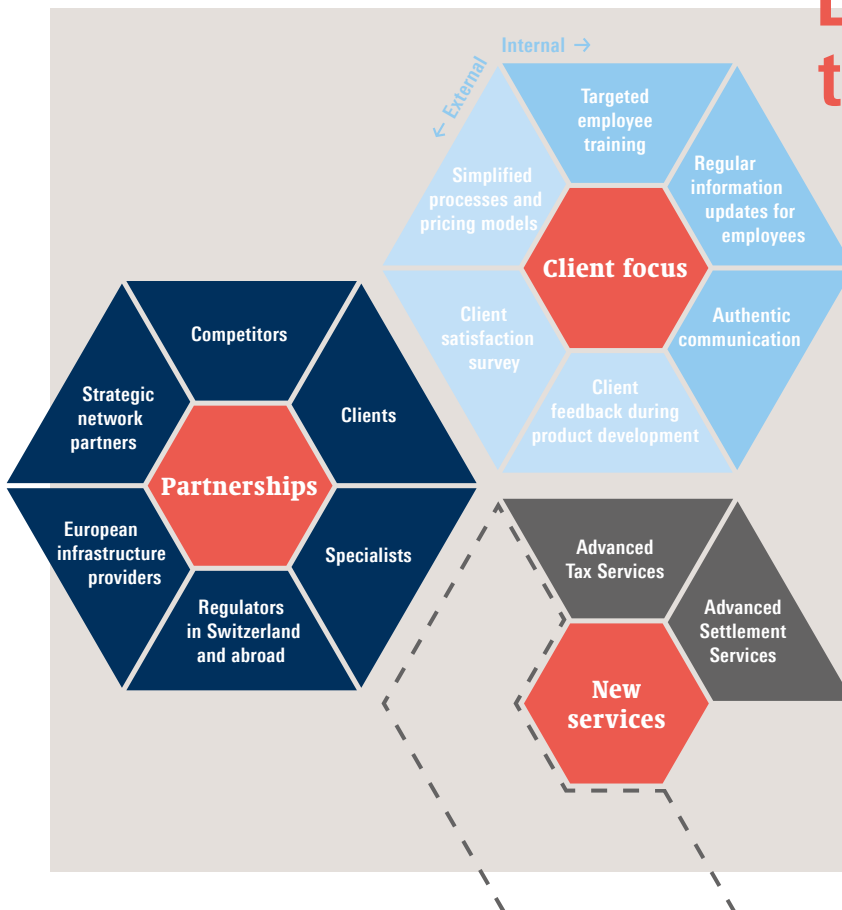 Internal →
← External
Targeted
employee
training
Regular
information
updates for
employees
Authentic
communication
Client
feedback during
product development
Client
satisfaction
survey
Simplified
processes and
pricing models
Client focus
Competitors
Clients
Specialists
Regulators
in Switzerland
and abroad
European
infrastructure
providers
Strategic
network
partners
Partnerships
Advanced
Tax Services
Advanced
Settlement
Services
New
services